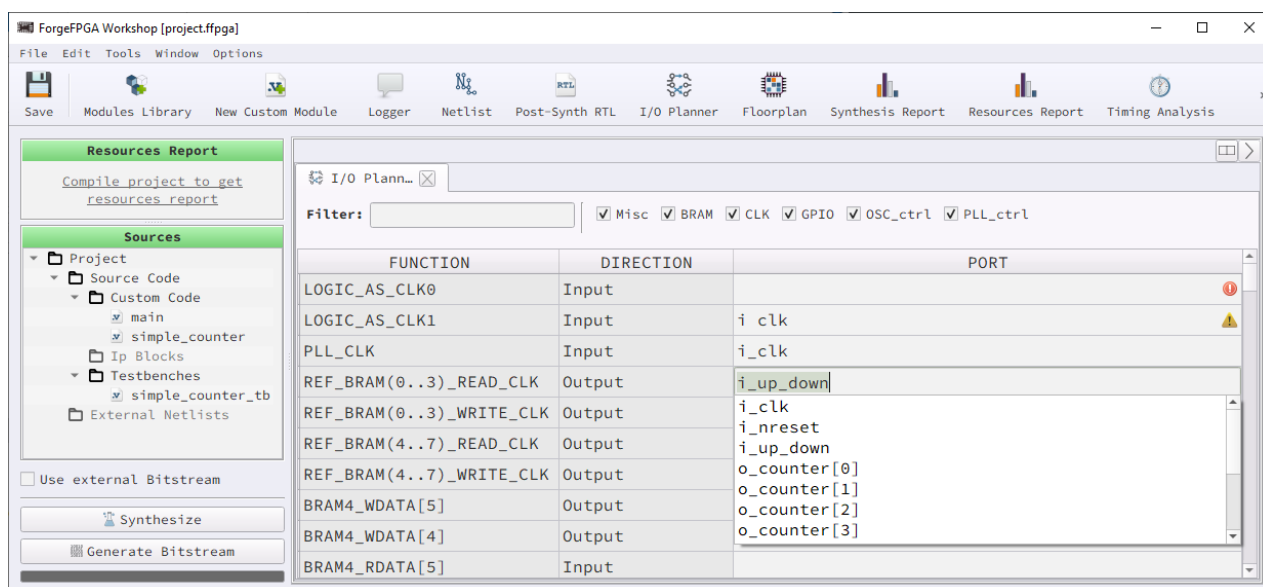 ForgeFPGA Workshop [project.ffpga]
File Edit Tools Window Options
Save Modules Library New Custom Module Logger Netlist Post-Synth RTL I/O Planner Floorplan Synthesis Report Resources Report Timing Analysis
Resources Report
Compile project to get
resources report
Sources
Project
Source Code
Custom Code
main
simple_counter
Ip Blocks
Testbenches
simple_counter_tb
External Netlists
Use external Bitstream
Synthesize
Generate Bitstream
I/O Plann…
Filter: Misc BRAM CLK GPIO OSC_ctrl PLL_ctrl
FUNCTION DIRECTION PORT
LOGIC_AS_CLK0 Input
LOGIC_AS_CLK1 Input i clk
PLL_CLK Input i_clk
REF_BRAM(0..3)_READ_CLK Output i_up_down
REF_BRAM(0..3)_WRITE_CLK Output
REF_BRAM(4..7)_READ_CLK Output
REF_BRAM(4..7)_WRITE_CLK Output
BRAM4_WDATA[5] Output
BRAM4_WDATA[4] Output
BRAM4_RDATA[5] Input
i_clk
i_nreset
i_up_down
o_counter[0]
o_counter[1]
o_counter[2]
o_counter[3]